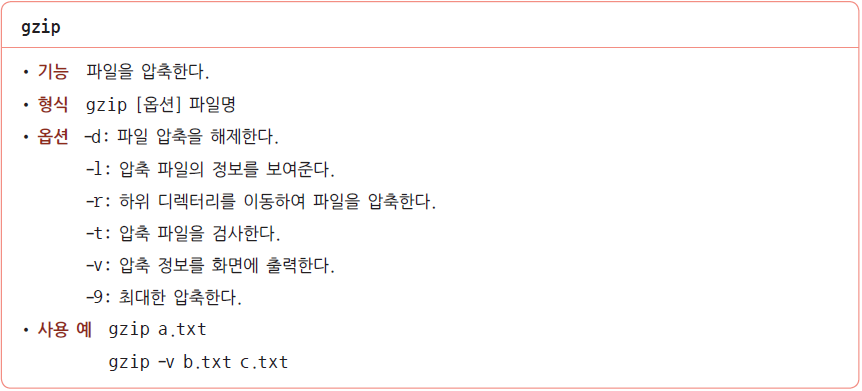 gzip
• 기능 파일을 압축한다.
• 형식 gzip [옵션] 파일명
• 옵션 -d: 파일 압축을 해제한다.
-l: 압축 파일의 정보를 보여준다.
-r: 하위 디렉터리를 이동하여 파일을 압축한다.
-t: 압축 파일을 검사한다.
-v: 압축 정보를 화면에 출력한다.
-9: 최대한 압축한다.
• 사용 예 gzip a.txt
gzip -v b.txt c.txt